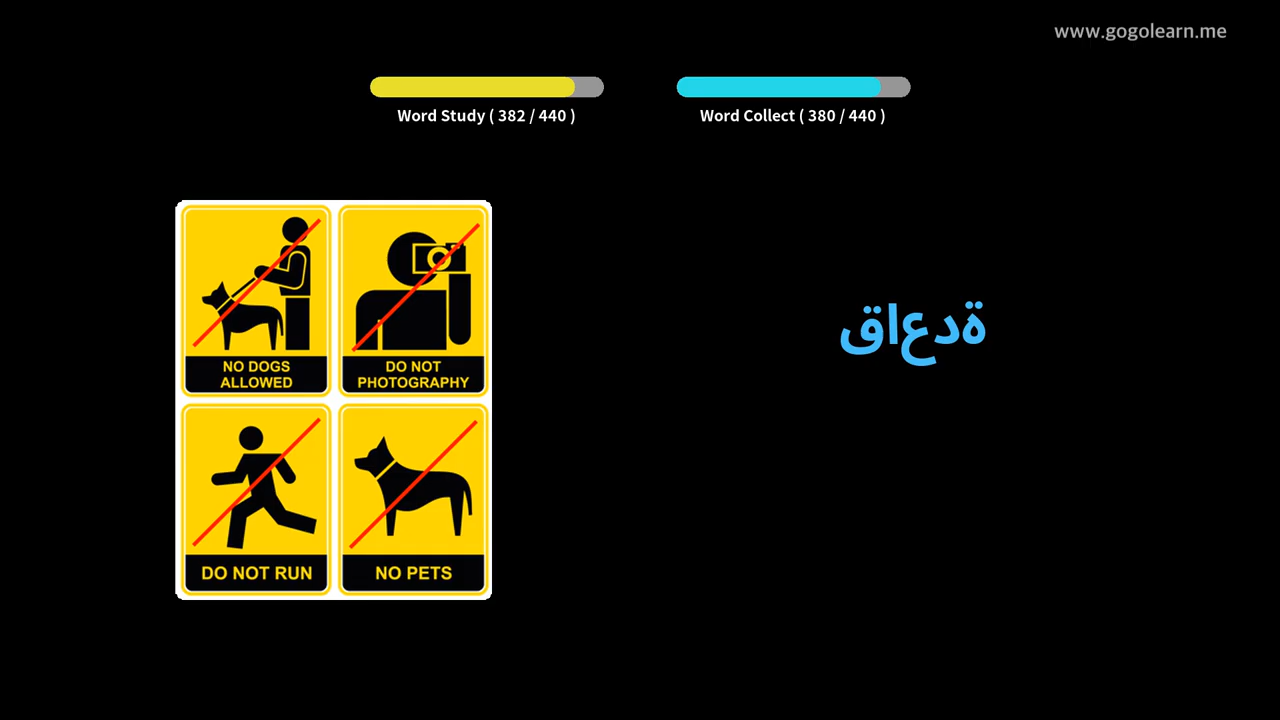 www.gogolearn.me
Word Study ( 382 / 440 )
Word Collect ( 380 / 440 )
NO DOGS
ALLOWED
DO NOT
PHOTOGRAPHY
ةدعاق
DO NOT RUN
NO PETS